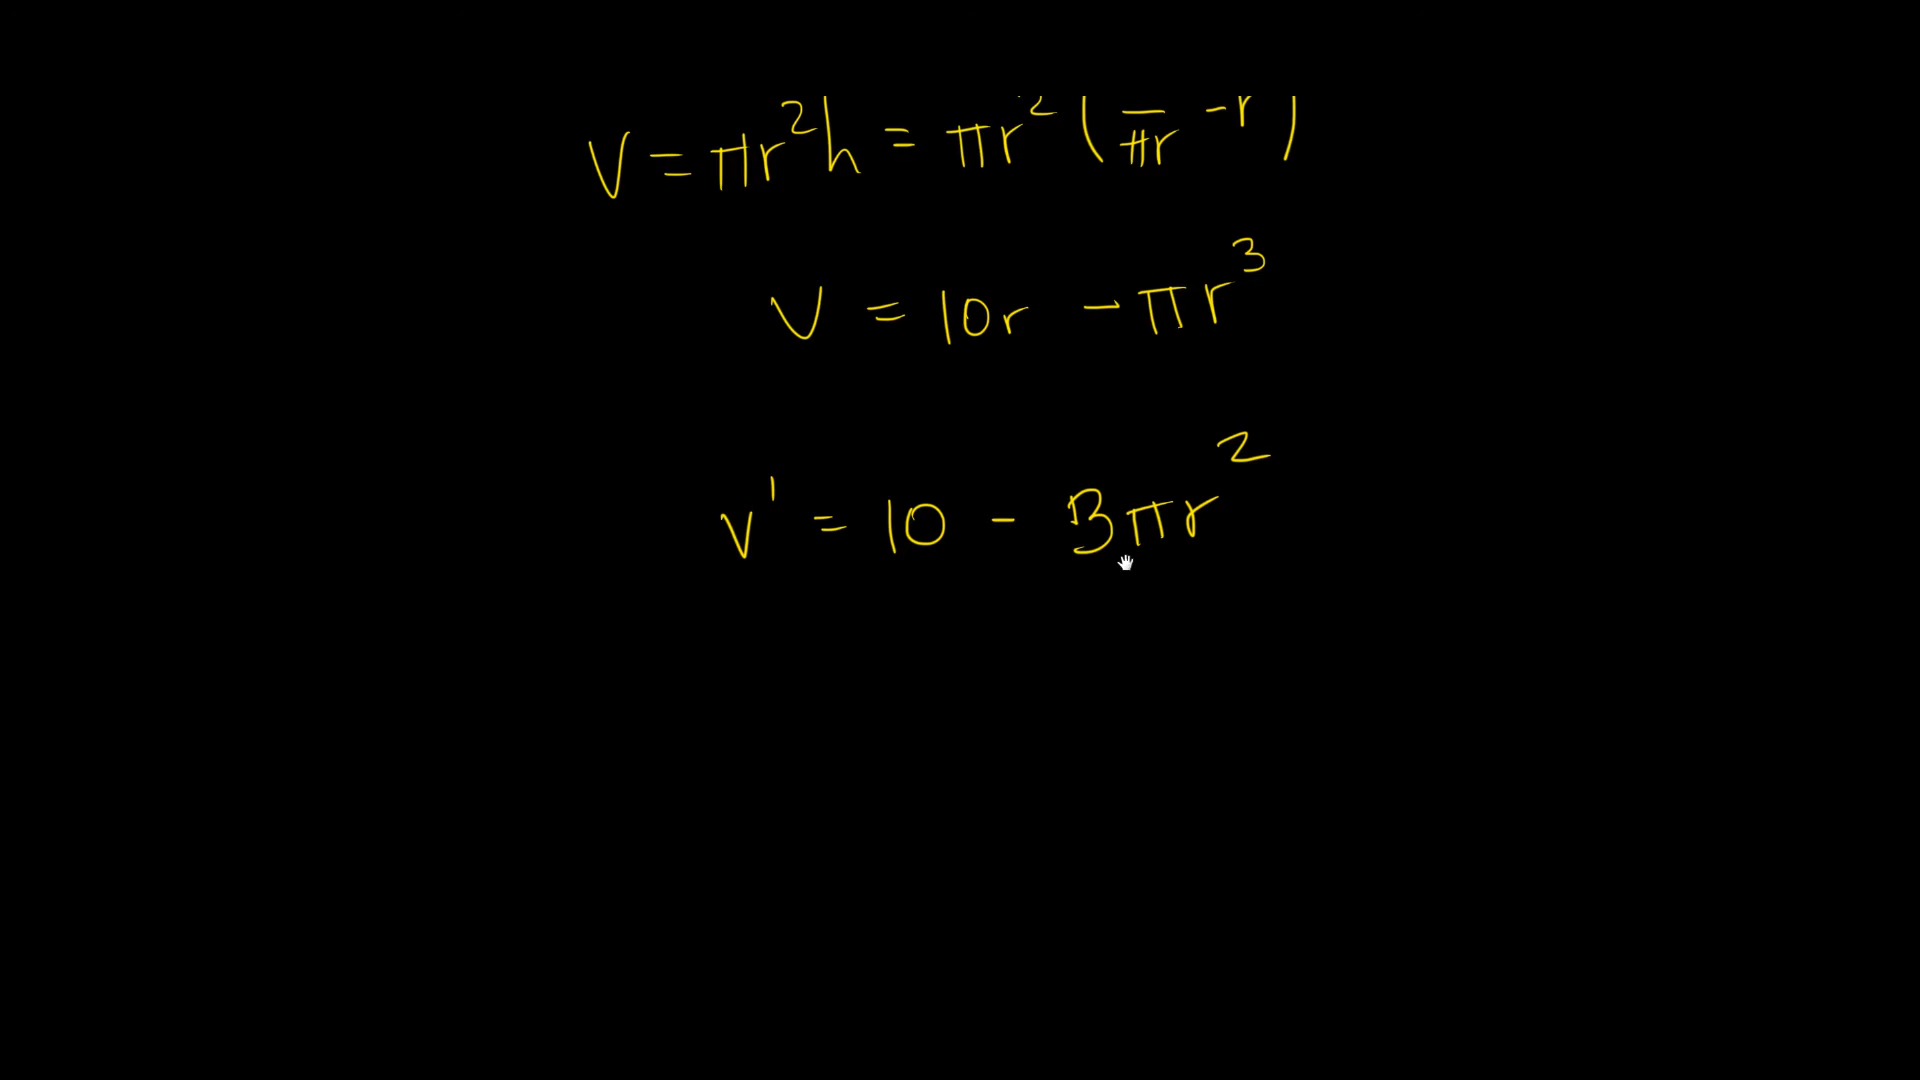 V = πr²h = πr² ( — πr - r )
V = 10r - πr³
v' = 10 - 3πr²